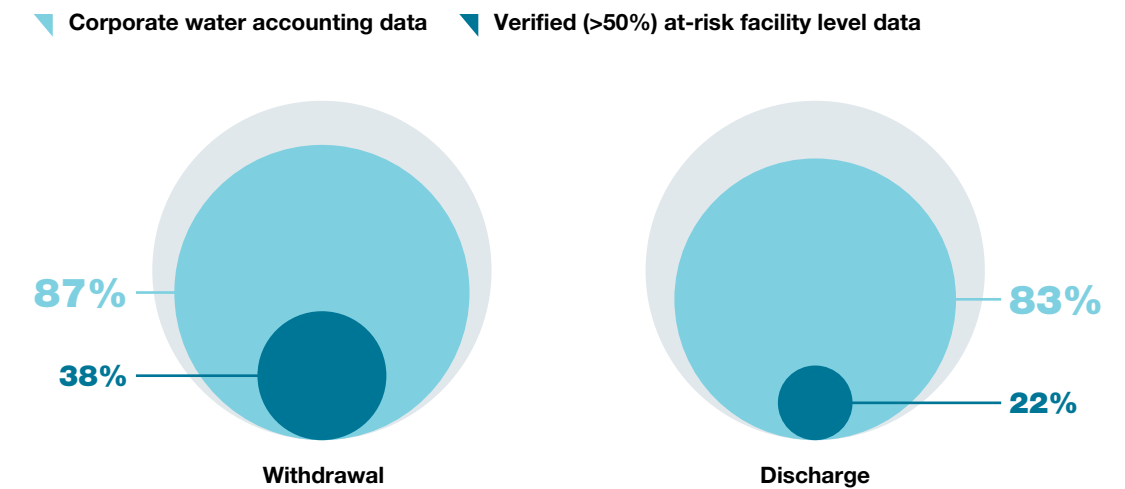 Corporate water accounting data Verified (>50%) at-risk facility level data
87%
38%
83%
22%
Withdrawal
Discharge